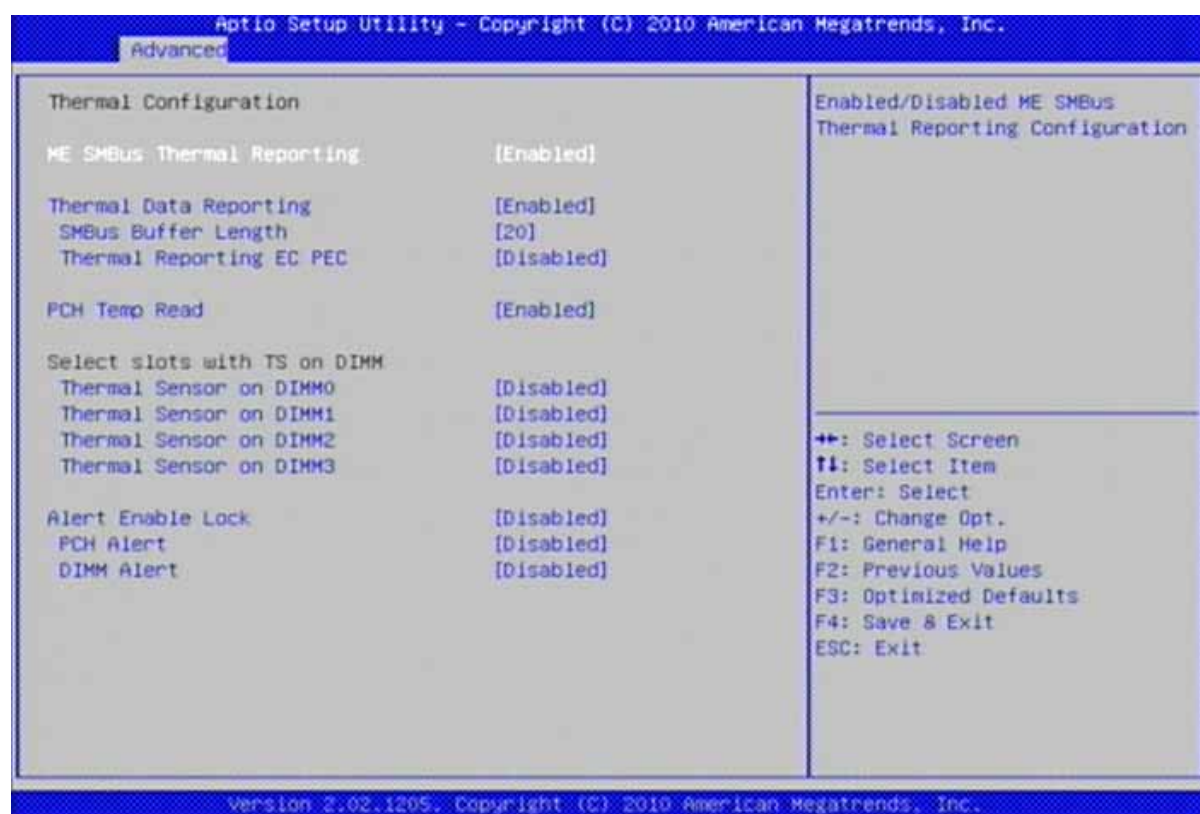 Aptio Setup Utility – Copyright (C) 2010 American Megatrends, Inc.
Advanced
Thermal Configuration
ME SMBus Thermal Reporting [Enabled]
Thermal Data Reporting [Enabled]
SMBus Buffer Length [20]
Thermal Reporting EC PEC [Disabled]
PCH Temp Read [Enabled]
Select slots with TS on DIMM
Thermal Sensor on DIMM0 [Disabled]
Thermal Sensor on DIMM1 [Disabled]
Thermal Sensor on DIMM2 [Disabled]
Thermal Sensor on DIMM3 [Disabled]
Alert Enable Lock [Disabled]
PCH Alert [Disabled]
DIMM Alert [Disabled]
Enabled/Disabled ME SMBus
Thermal Reporting Configuration
→←: Select Screen
↑↓: Select Item
Enter: Select
+/-: Change Opt.
F1: General Help
F2: Previous Values
F3: Optimized Defaults
F4: Save & Exit
ESC: Exit
Version 2.02.1205. Copyright (C) 2010 American Megatrends, Inc.